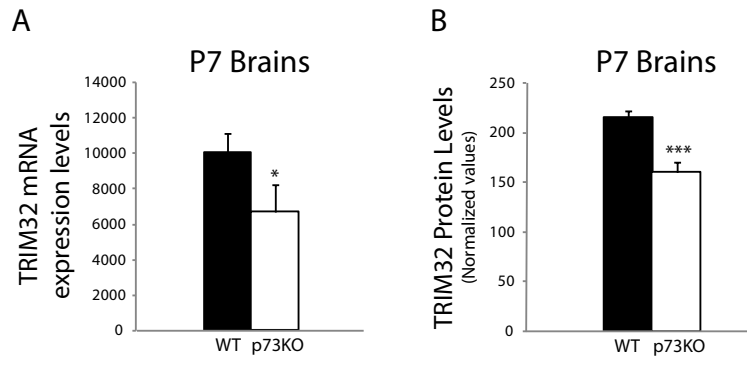 A
P7 Brains
TRIM32 mRNA
expression levels
14000
12000
10000
8000
6000
4000
2000
0
*
WT p73KO
B
P7 Brains
TRIM32 Protein Levels
(Normalized values)
250
200
150
100
50
0
***
WT p73KO